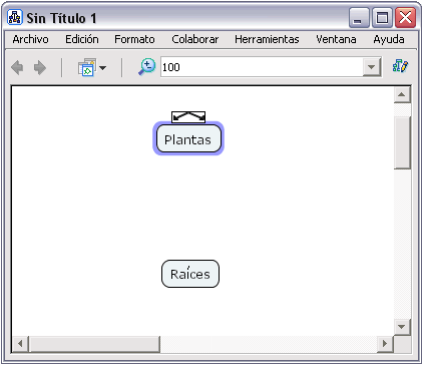 Sin Título 1
Archivo Edición Formato Colaborar Herramientas Ventana Ayuda
100
Plantas
Raíces